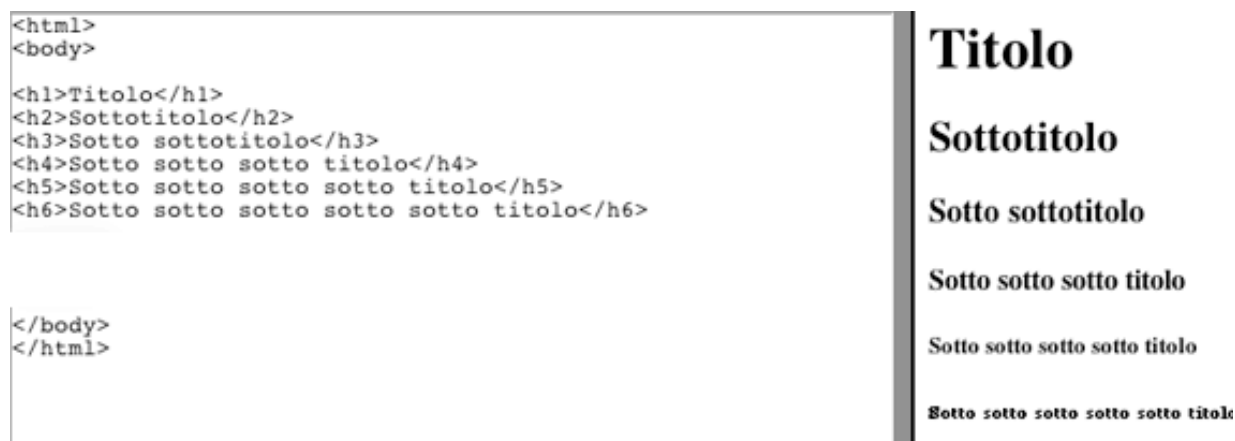 <html>
<body>
<h1>Titolo</h1>
<h2>Sottotitolo</h2>
<h3>Sotto sottotitolo</h3>
<h4>Sotto sotto sotto titolo</h4>
<h5>Sotto sotto sotto sotto titolo</h5>
<h6>Sotto sotto sotto sotto sotto titolo</h6>
</body>
</html>
Titolo
Sottotitolo
Sotto sottotitolo
Sotto sotto sotto titolo
Sotto sotto sotto sotto titolo
Sotto sotto sotto sotto sotto titolo